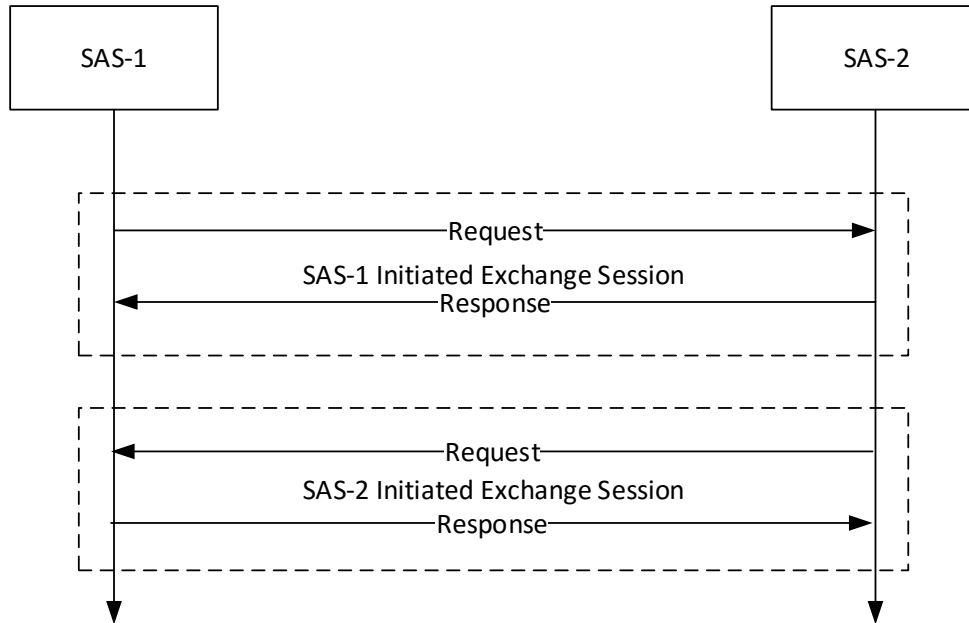 SAS-1
SAS-2
Request
SAS-1 Initiated Exchange Session
Response
Request
SAS-2 Initiated Exchange Session
Response